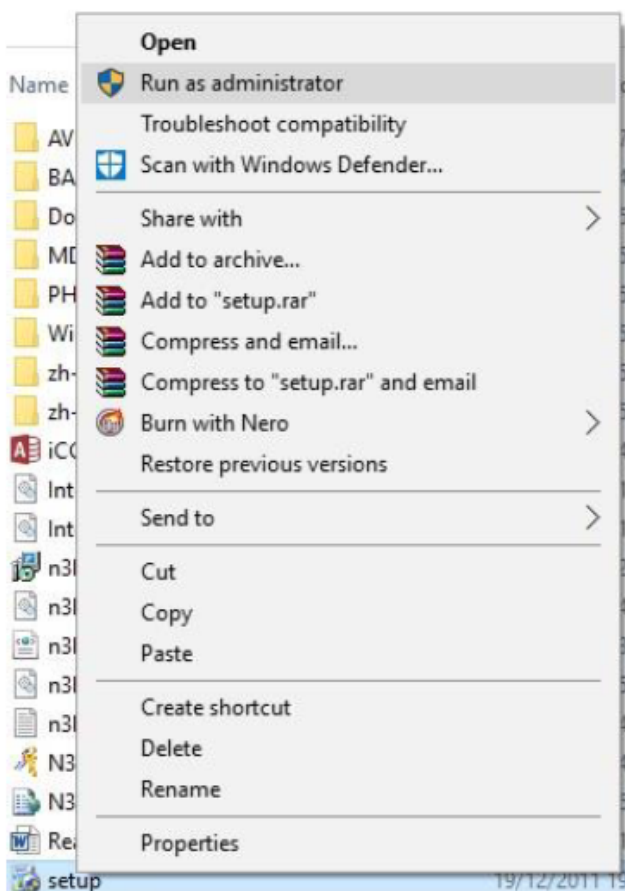 Name
Open
Run as administrator
Troubleshoot compatibility
Scan with Windows Defender...
Share with
Add to archive...
Add to "setup.rar"
Compress and email...
Compress to "setup.rar" and email
Burn with Nero
Restore previous versions
Send to
Cut
Copy
Paste
Create shortcut
Delete
Rename
Properties
AV
BA
Do
MD
PH
Wi
zh-
zh-
iCO
Int
Int
n3
n3
n3
n3
n3
N3
N3
Rea
setup 19/12/2011 19